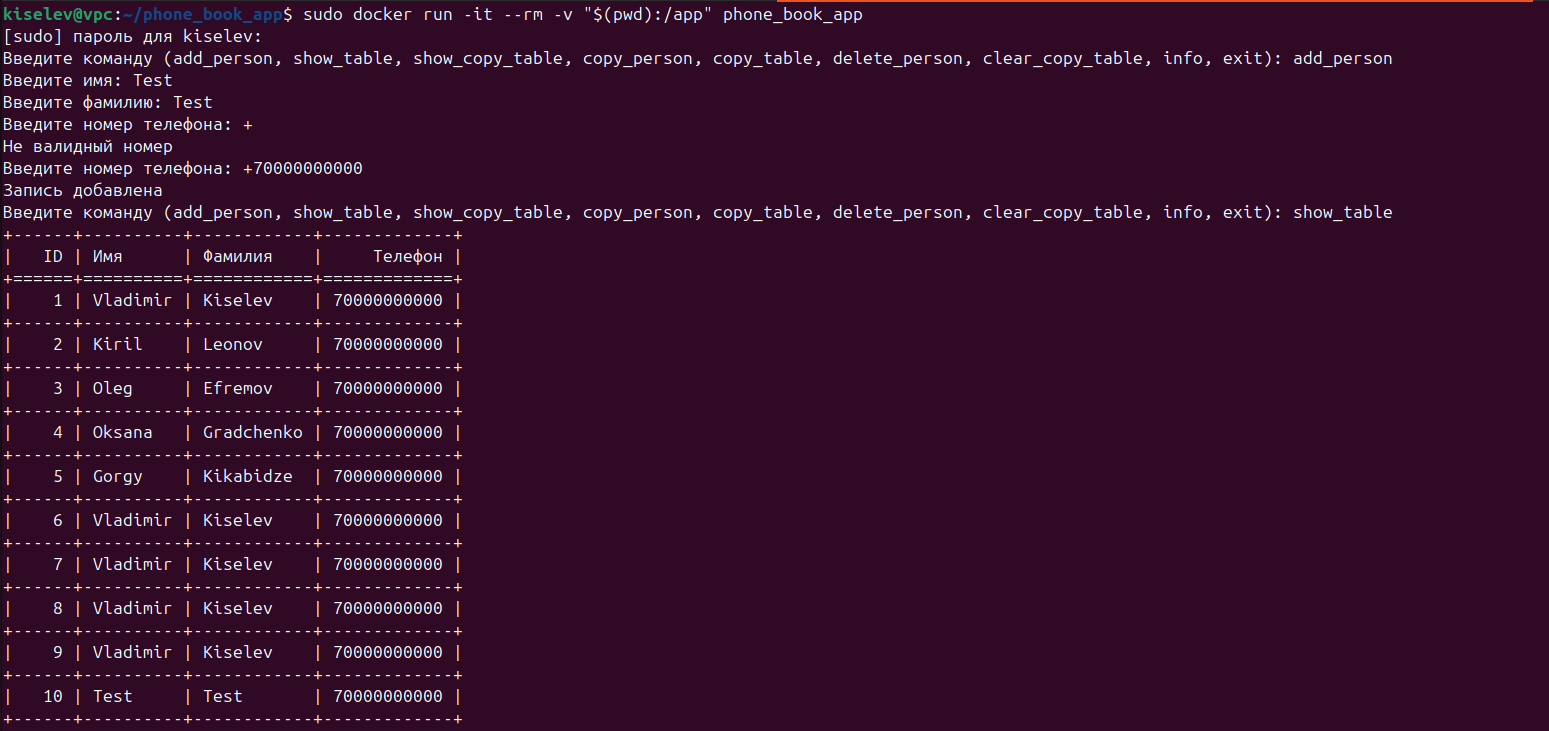 kiselev@vpc:~/phone_book_app$ sudo docker run -it --rm -v "$(pwd):/app" phone_book_app
[sudo] пароль для kiselev:
Введите команду (add_person, show_table, show_copy_table, copy_person, copy_table, delete_person, clear_copy_table, info, exit): add_person
Введите имя: Test
Введите фамилию: Test
Введите номер телефона: +
Не валидный номер
Введите номер телефона: +70000000000
Запись добавлена
Введите команду (add_person, show_table, show_copy_table, copy_person, copy_table, delete_person, clear_copy_table, info, exit): show_table
+------+----------+------------+-------------+
|   ID | Имя      | Фамилия    |     Телефон |
+======+==========+============+=============+
|    1 | Vladimir | Kiselev    | 70000000000 |
+------+----------+------------+-------------+
|    2 | Kiril    | Leonov     | 70000000000 |
+------+----------+------------+-------------+
|    3 | Oleg     | Efremov    | 70000000000 |
+------+----------+------------+-------------+
|    4 | Oksana   | Gradchenko | 70000000000 |
+------+----------+------------+-------------+
|    5 | Gorgy    | Kikabidze  | 70000000000 |
+------+----------+------------+-------------+
|    6 | Vladimir | Kiselev    | 70000000000 |
+------+----------+------------+-------------+
|    7 | Vladimir | Kiselev    | 70000000000 |
+------+----------+------------+-------------+
|    8 | Vladimir | Kiselev    | 70000000000 |
+------+----------+------------+-------------+
|    9 | Vladimir | Kiselev    | 70000000000 |
+------+----------+------------+-------------+
|   10 | Test     | Test       | 70000000000 |
+------+----------+------------+-------------+